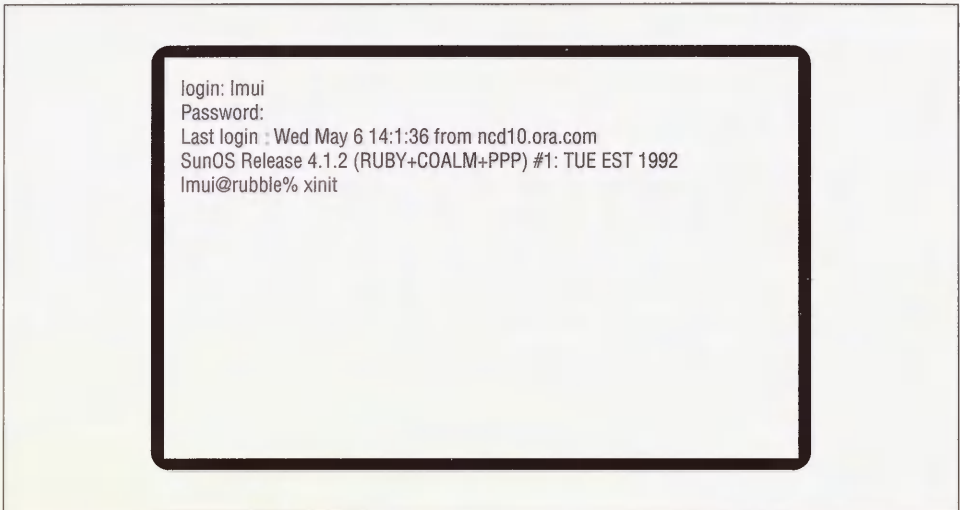 login: lmui
Password:
Last login : Wed May 6 14:1:36 from ncd10.ora.com
SunOS Release 4.1.2 (RUBY+COALM+PPP) #1: TUE EST 1992
lmui@rubble% xinit